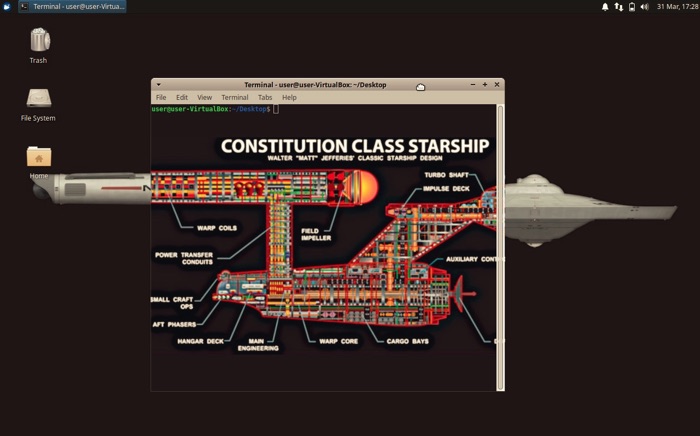 Terminal - user@user-Virtua...
31 Mar, 17:28
Trash
File System
Home
Terminal - user@user-VirtualBox: ~/Desktop
File Edit View Terminal Tabs Help
user@user-VirtualBox:~/Desktop$
CONSTITUTION CLASS STARSHIP
WALTER "MATT" JEFFERIES' CLASSIC STARSHIP DESIGN
TURBO SHAFT
IMPULSE DECK
WARP COILS
FIELD
IMPELLER
POWER TRANSFER
CONDUITS
AUXILIARY CONT
SMALL CRAFT
OPS
AFT PHASERS
HANGAR DECK
MAIN
ENGINEERING
WARP CORE
CARGO BAYS